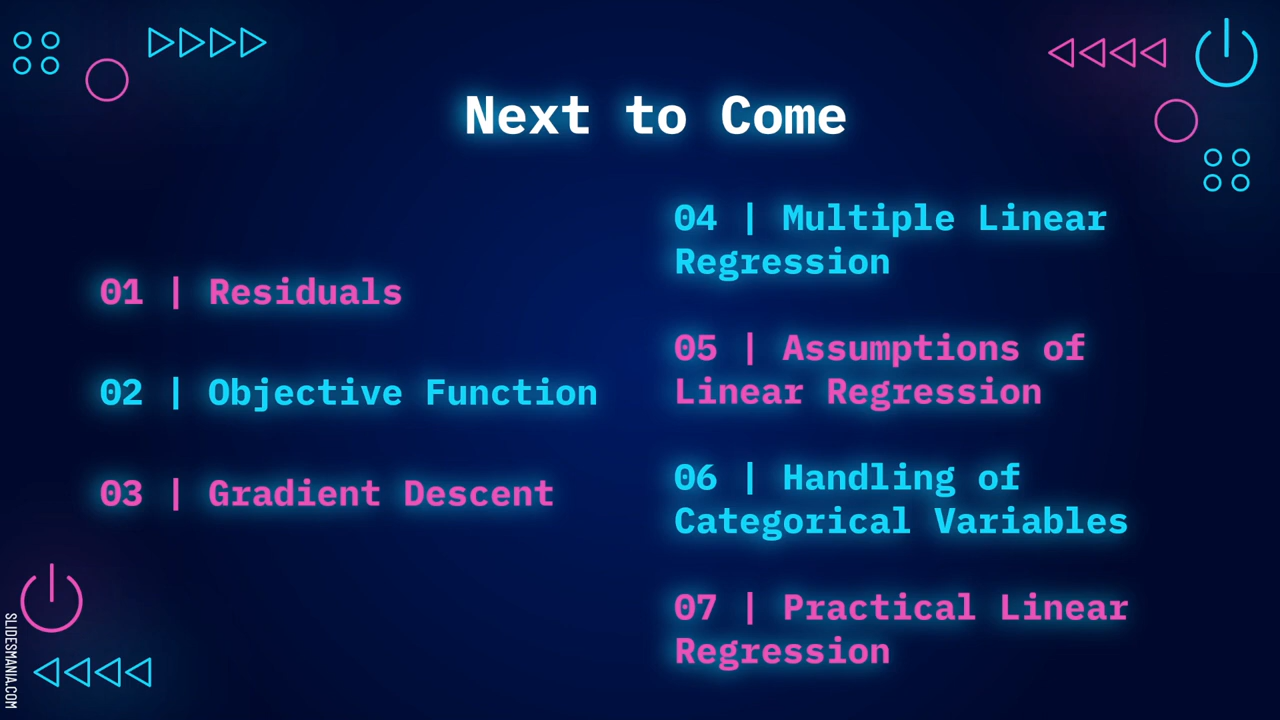 Next to Come
01 | Residuals
02 | Objective Function
03 | Gradient Descent
04 | Multiple Linear
Regression
05 | Assumptions of
Linear Regression
06 | Handling of
Categorical Variables
07 | Practical Linear
Regression
SLIDESMANIA.COM